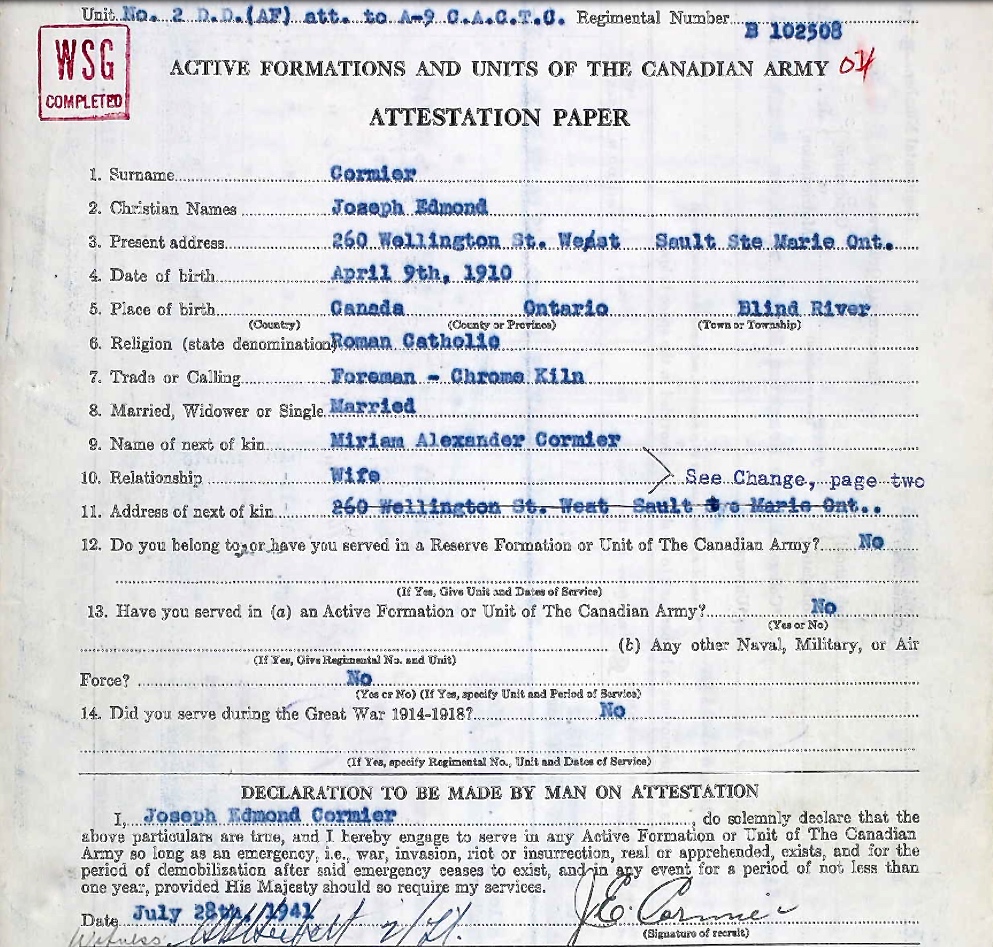 Unit No. 2 D.D.(AF) att. to A-9 C.A.C.T.C. Regimental Number B 102508
WSG
COMPLETED
ACTIVE FORMATIONS AND UNITS OF THE CANADIAN ARMY
ATTESTATION PAPER
1. Surname Cormier
2. Christian Names Joseph Edmond
3. Present address 260 Wellington St. West Sault Ste Marie Ont.
4. Date of birth April 9th, 1910
5. Place of birth Canada Ontario Blind River
(Country) (County or Province) (Town or Township)
6. Religion (state denomination) Roman Catholic
7. Trade or Calling Foreman - Chrome Kiln
8. Married, Widower or Single Married
9. Name of next of kin Miriam Alexander Cormier
10. Relationship Wife See Change, page two
11. Address of next of kin 260 Wellington St. West Sault Ste Marie Ont..
12. Do you belong to, or have you served in a Reserve Formation or Unit of The Canadian Army? No
(If Yes, Give Unit and Dates of Service)
13. Have you served in (a) an Active Formation or Unit of The Canadian Army? No
(Yes or No)
(b) Any other Naval, Military, or Air
(If Yes, Give Regimental No. and Unit)
Force? No
(Yes or No) (If Yes, specify Unit and Period of Service)
14. Did you serve during the Great War 1914-1918? No
(If Yes, specify Regimental No., Unit and Dates of Service)
DECLARATION TO BE MADE BY MAN ON ATTESTATION
I, Joseph Edmond Cormier, do solemnly declare that the
above particulars are true, and I hereby engage to serve in any Active Formation or Unit of The Canadian
Army so long as an emergency, i.e., war, invasion, riot or insurrection, real or apprehended, exists, and for the
period of demobilization after said emergency ceases to exist, and in any event for a period of not less than
one year, provided His Majesty should so require my services.
Date July 28th, 1941 J.E. Cormier
(Signature of recruit)
Witness